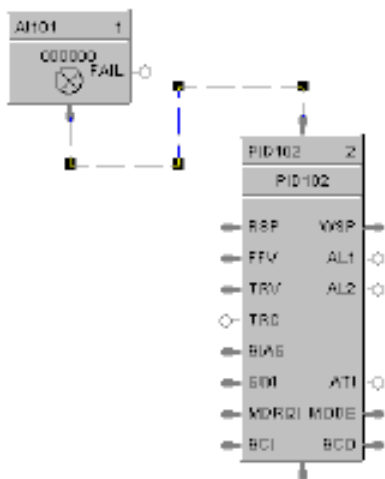 AI101 1
000000
FAIL
PID102 2
PID102
RSP WSP
FFV AL1
TRV AL2
TRC
BIAS
ATI
MDRQI MODE
BCI BCO